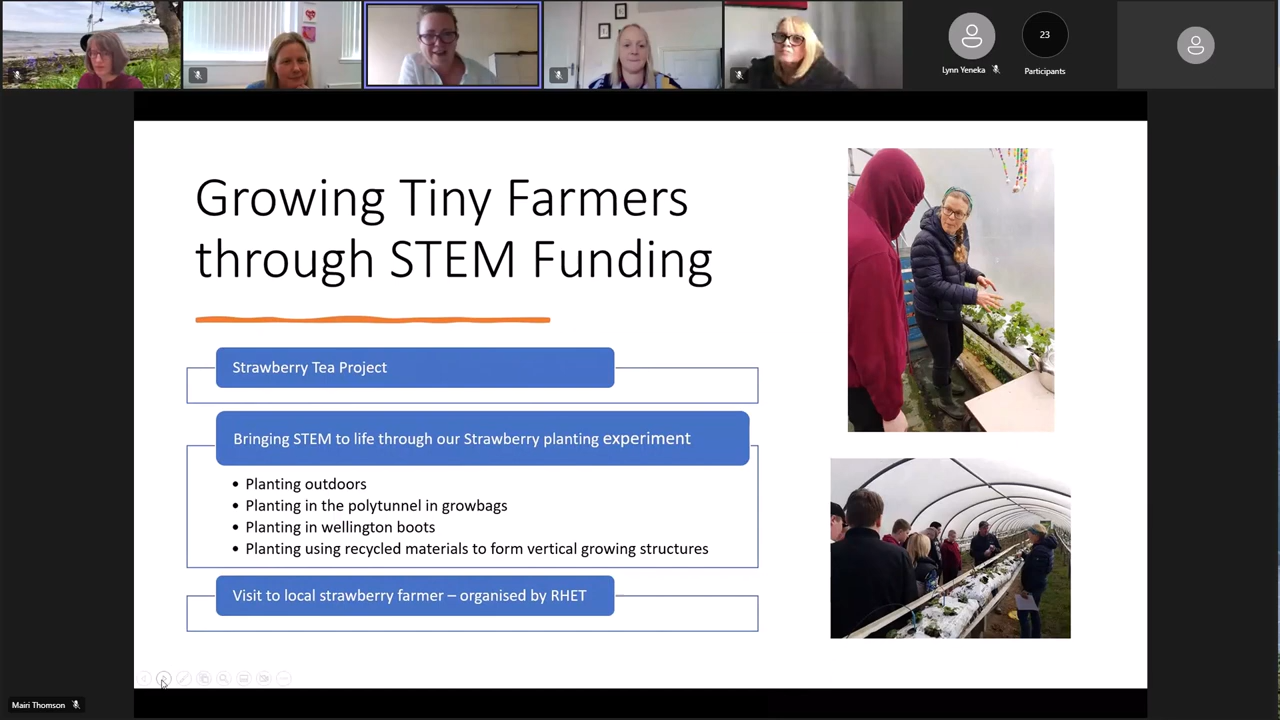 Lynn Yeneka
23
Participants
Growing Tiny Farmers
through STEM Funding
Strawberry Tea Project
Bringing STEM to life through our Strawberry planting experiment
• Planting outdoors
• Planting in the polytunnel in growbags
• Planting in wellington boots
• Planting using recycled materials to form vertical growing structures
Visit to local strawberry farmer – organised by RHET
Mairi Thomson